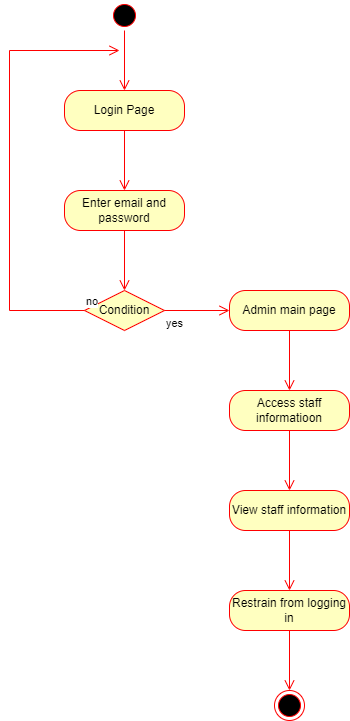 Login Page
Enter email and
password
no
Condition
yes
Admin main page
Access staff
informatioon
View staff information
Restrain from logging
in